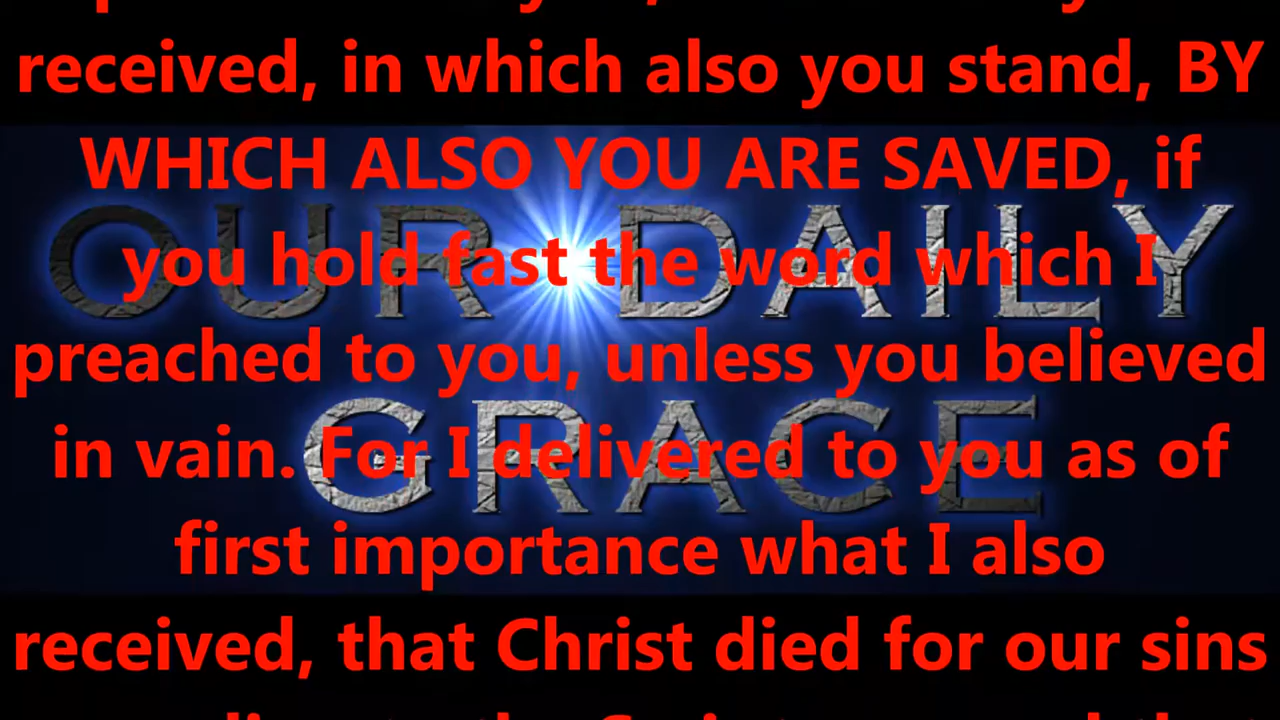 received, in which also you stand, BY
WHICH ALSO YOU ARE SAVED, if
OUR DAILY
you hold fast the word which I
preached to you, unless you believed
GRACE
in vain. For I delivered to you as of
first importance what I also
received, that Christ died for our sins